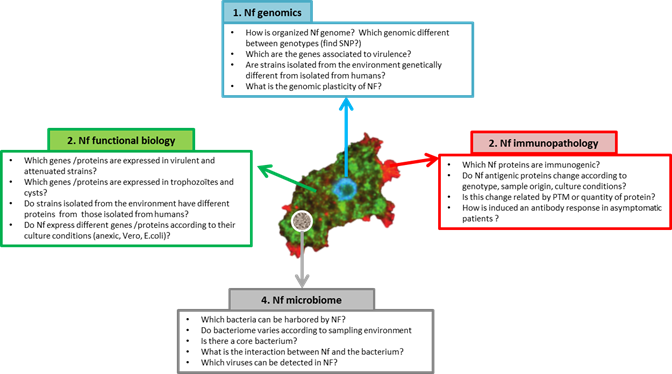 1. Nf genomics
• How is organized Nf genome? Which genomic different
between genotypes (find SNP?)
• Which are the genes associated to virulence?
• Are strains isolated from the environment genetically
different from isolated from humans?
• What is the genomic plasticity of NF?
2. Nf functional biology
• Which genes /proteins are expressed in virulent and
attenuated strains?
• Which genes /proteins are expressed in trophozoïtes and
cysts?
• Do strains isolated from the environment have different
proteins from those isolated from humans?
• Do Nf express different genes /proteins according to their
culture conditions (anexic, Vero, E.coli)?
2. Nf immunopathology
• Which Nf proteins are immunogenic?
• Do Nf antigenic proteins change according to
genotype, sample origin, culture conditions?
• Is this change related by PTM or quantity of protein?
• How is induced an antibody response in asymptomatic
patients ?
4. Nf microbiome
• Which bacteria can be harbored by NF?
• Do bacteriome varies according to sampling environment
• Is there a core bacterium?
• What is the interaction between Nf and the bacterium?
• Which viruses can be detected in NF?